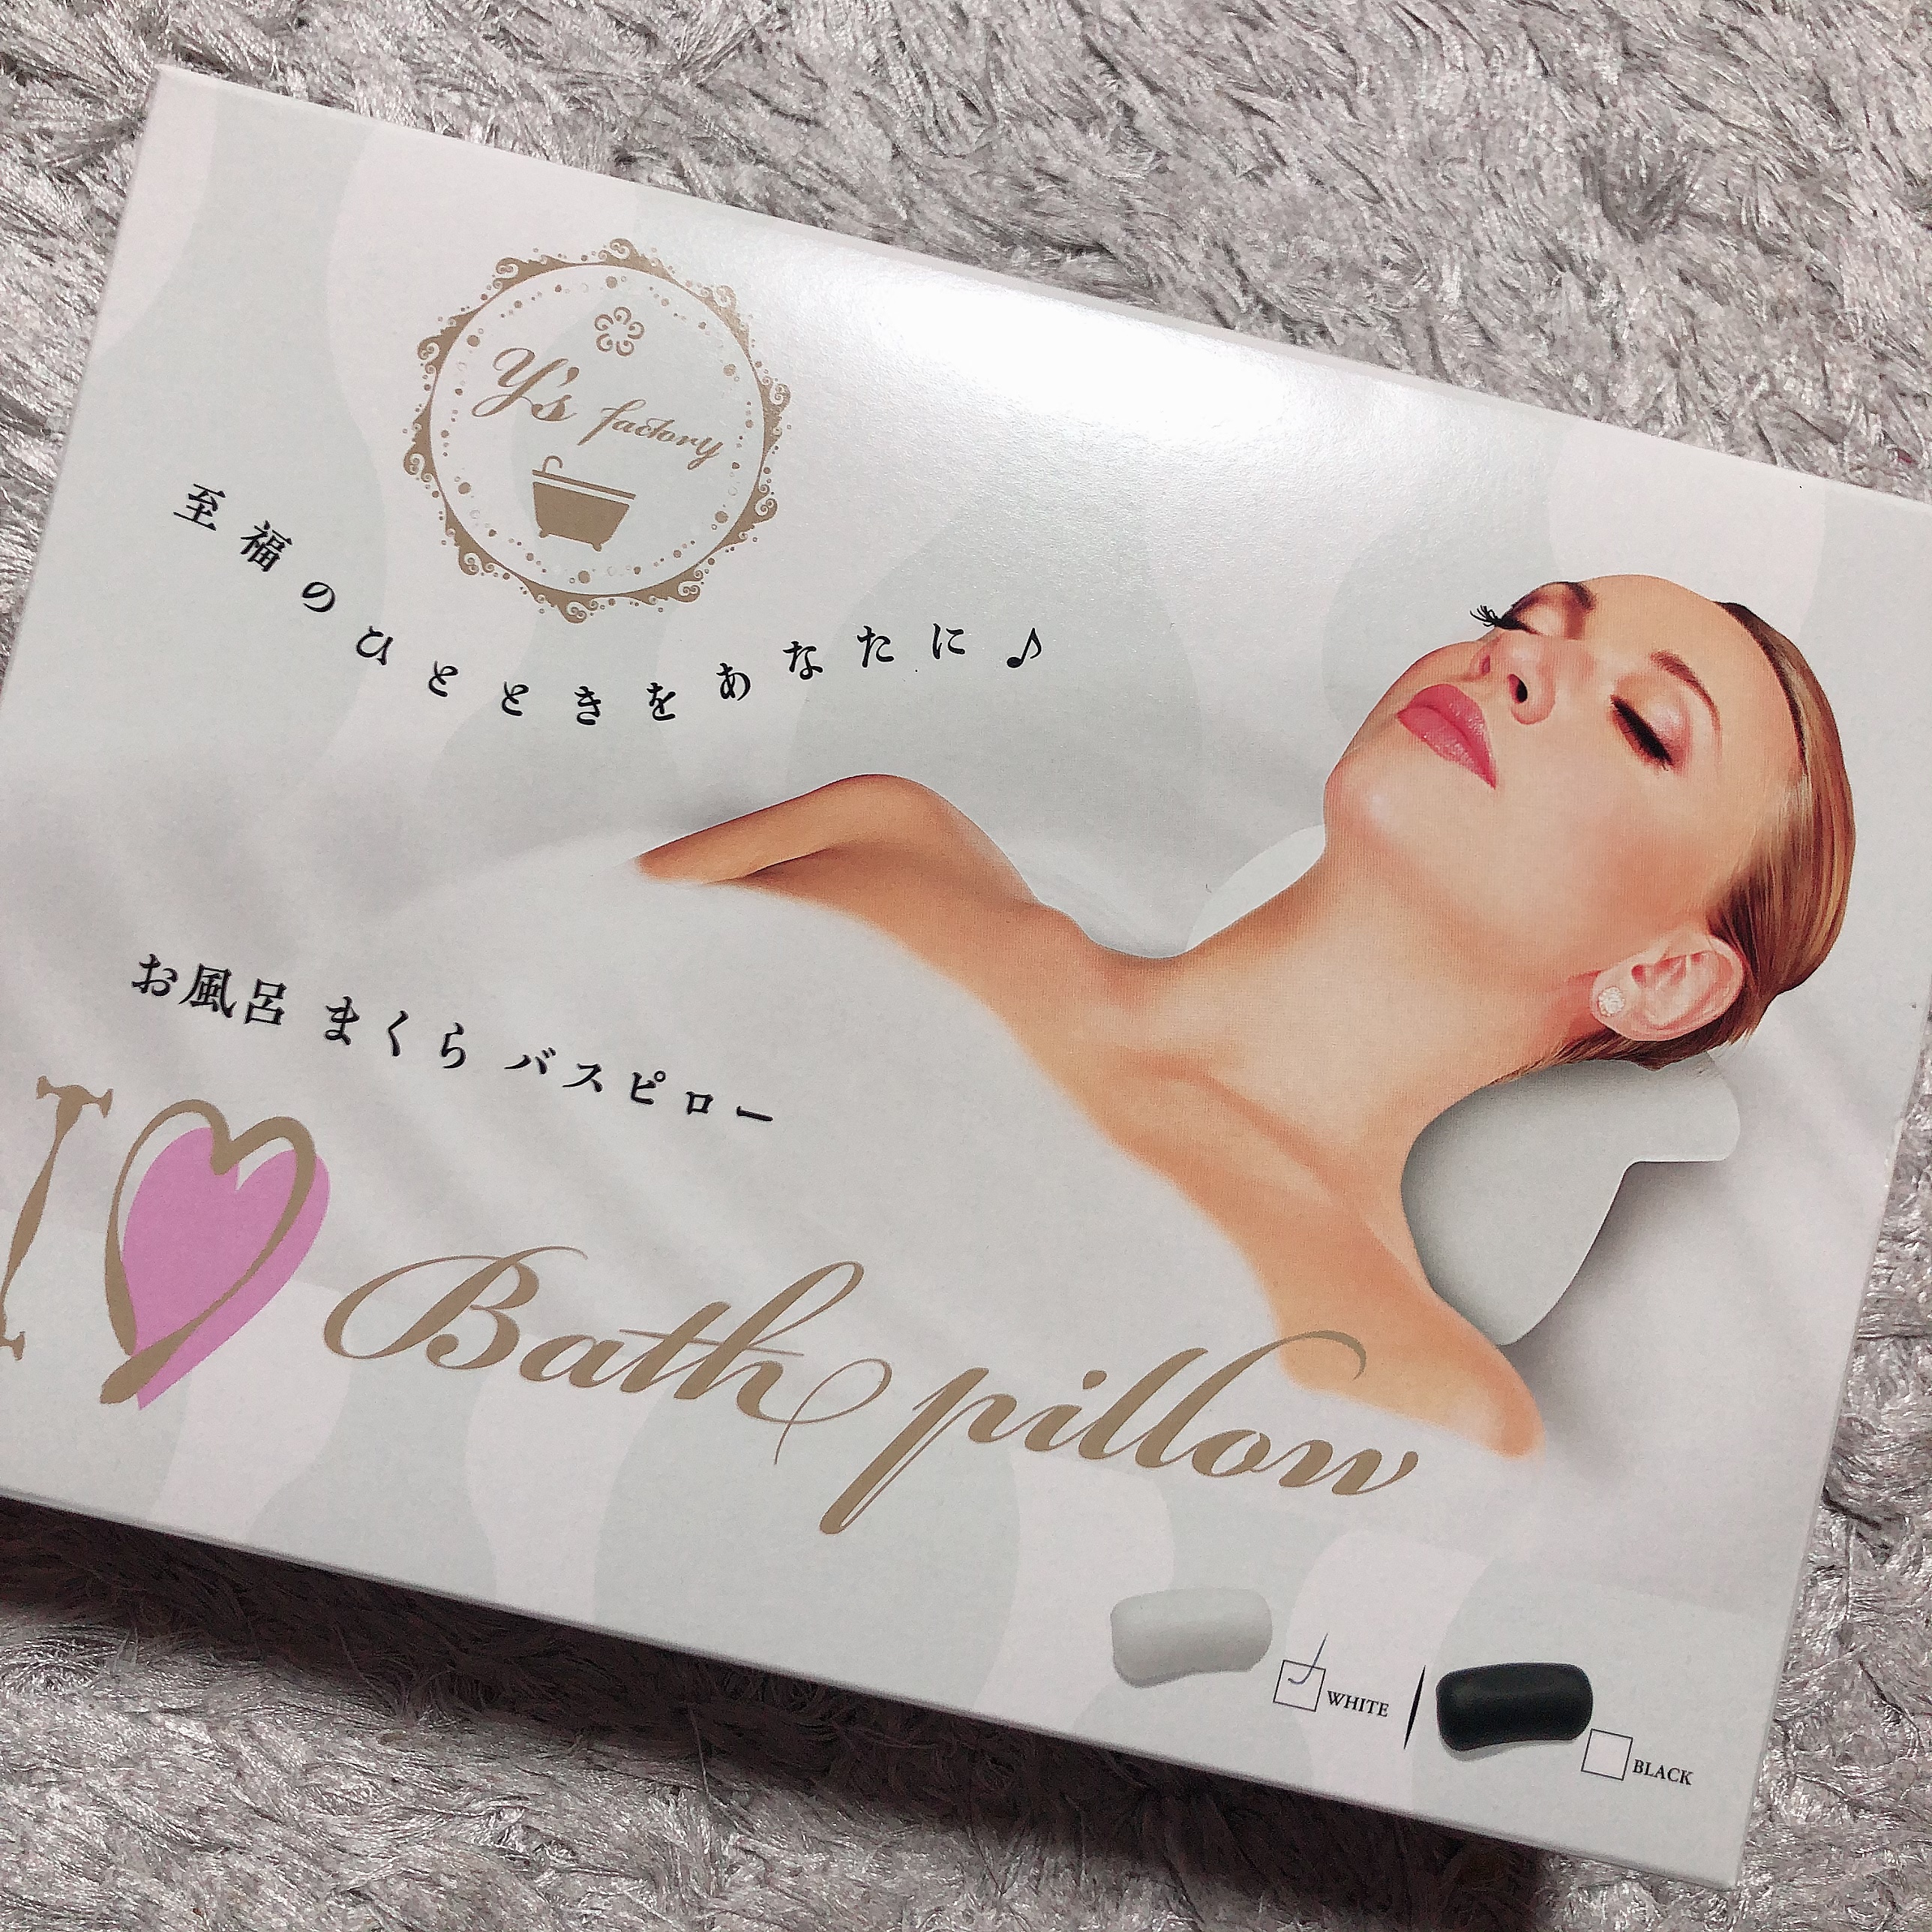 Y's factory
至福のひとときをあなたに♪
お風呂 まくら バスピロー
I ♡ Bath pillow
WHITE | BLACK